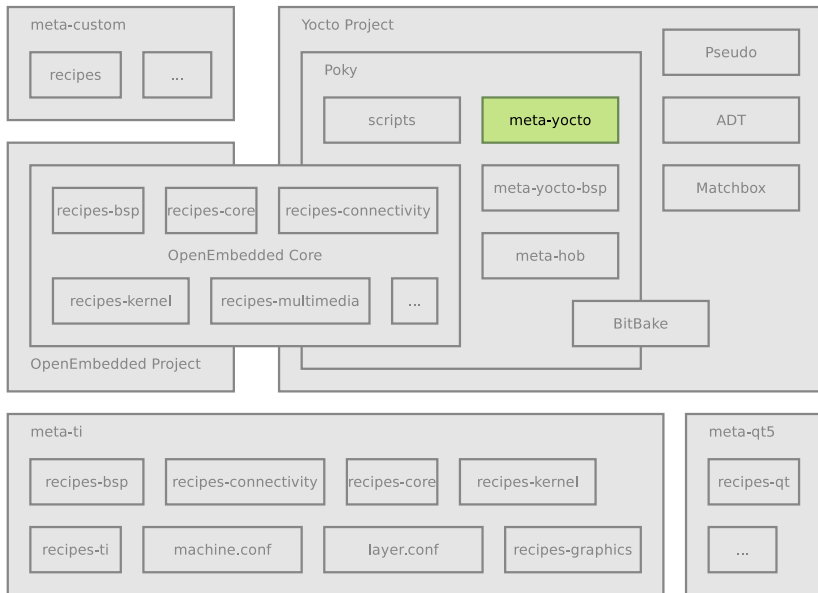 meta-custom
recipes
...
Yocto Project
Poky
scripts
meta-yocto
meta-yocto-bsp
meta-hob
BitBake
Pseudo
ADT
Matchbox
recipes-bsp
recipes-core
recipes-connectivity
OpenEmbedded Core
recipes-kernel
recipes-multimedia
...
OpenEmbedded Project
meta-ti
recipes-bsp
recipes-connectivity
recipes-core
recipes-kernel
recipes-ti
machine.conf
layer.conf
recipes-graphics
meta-qt5
recipes-qt
...